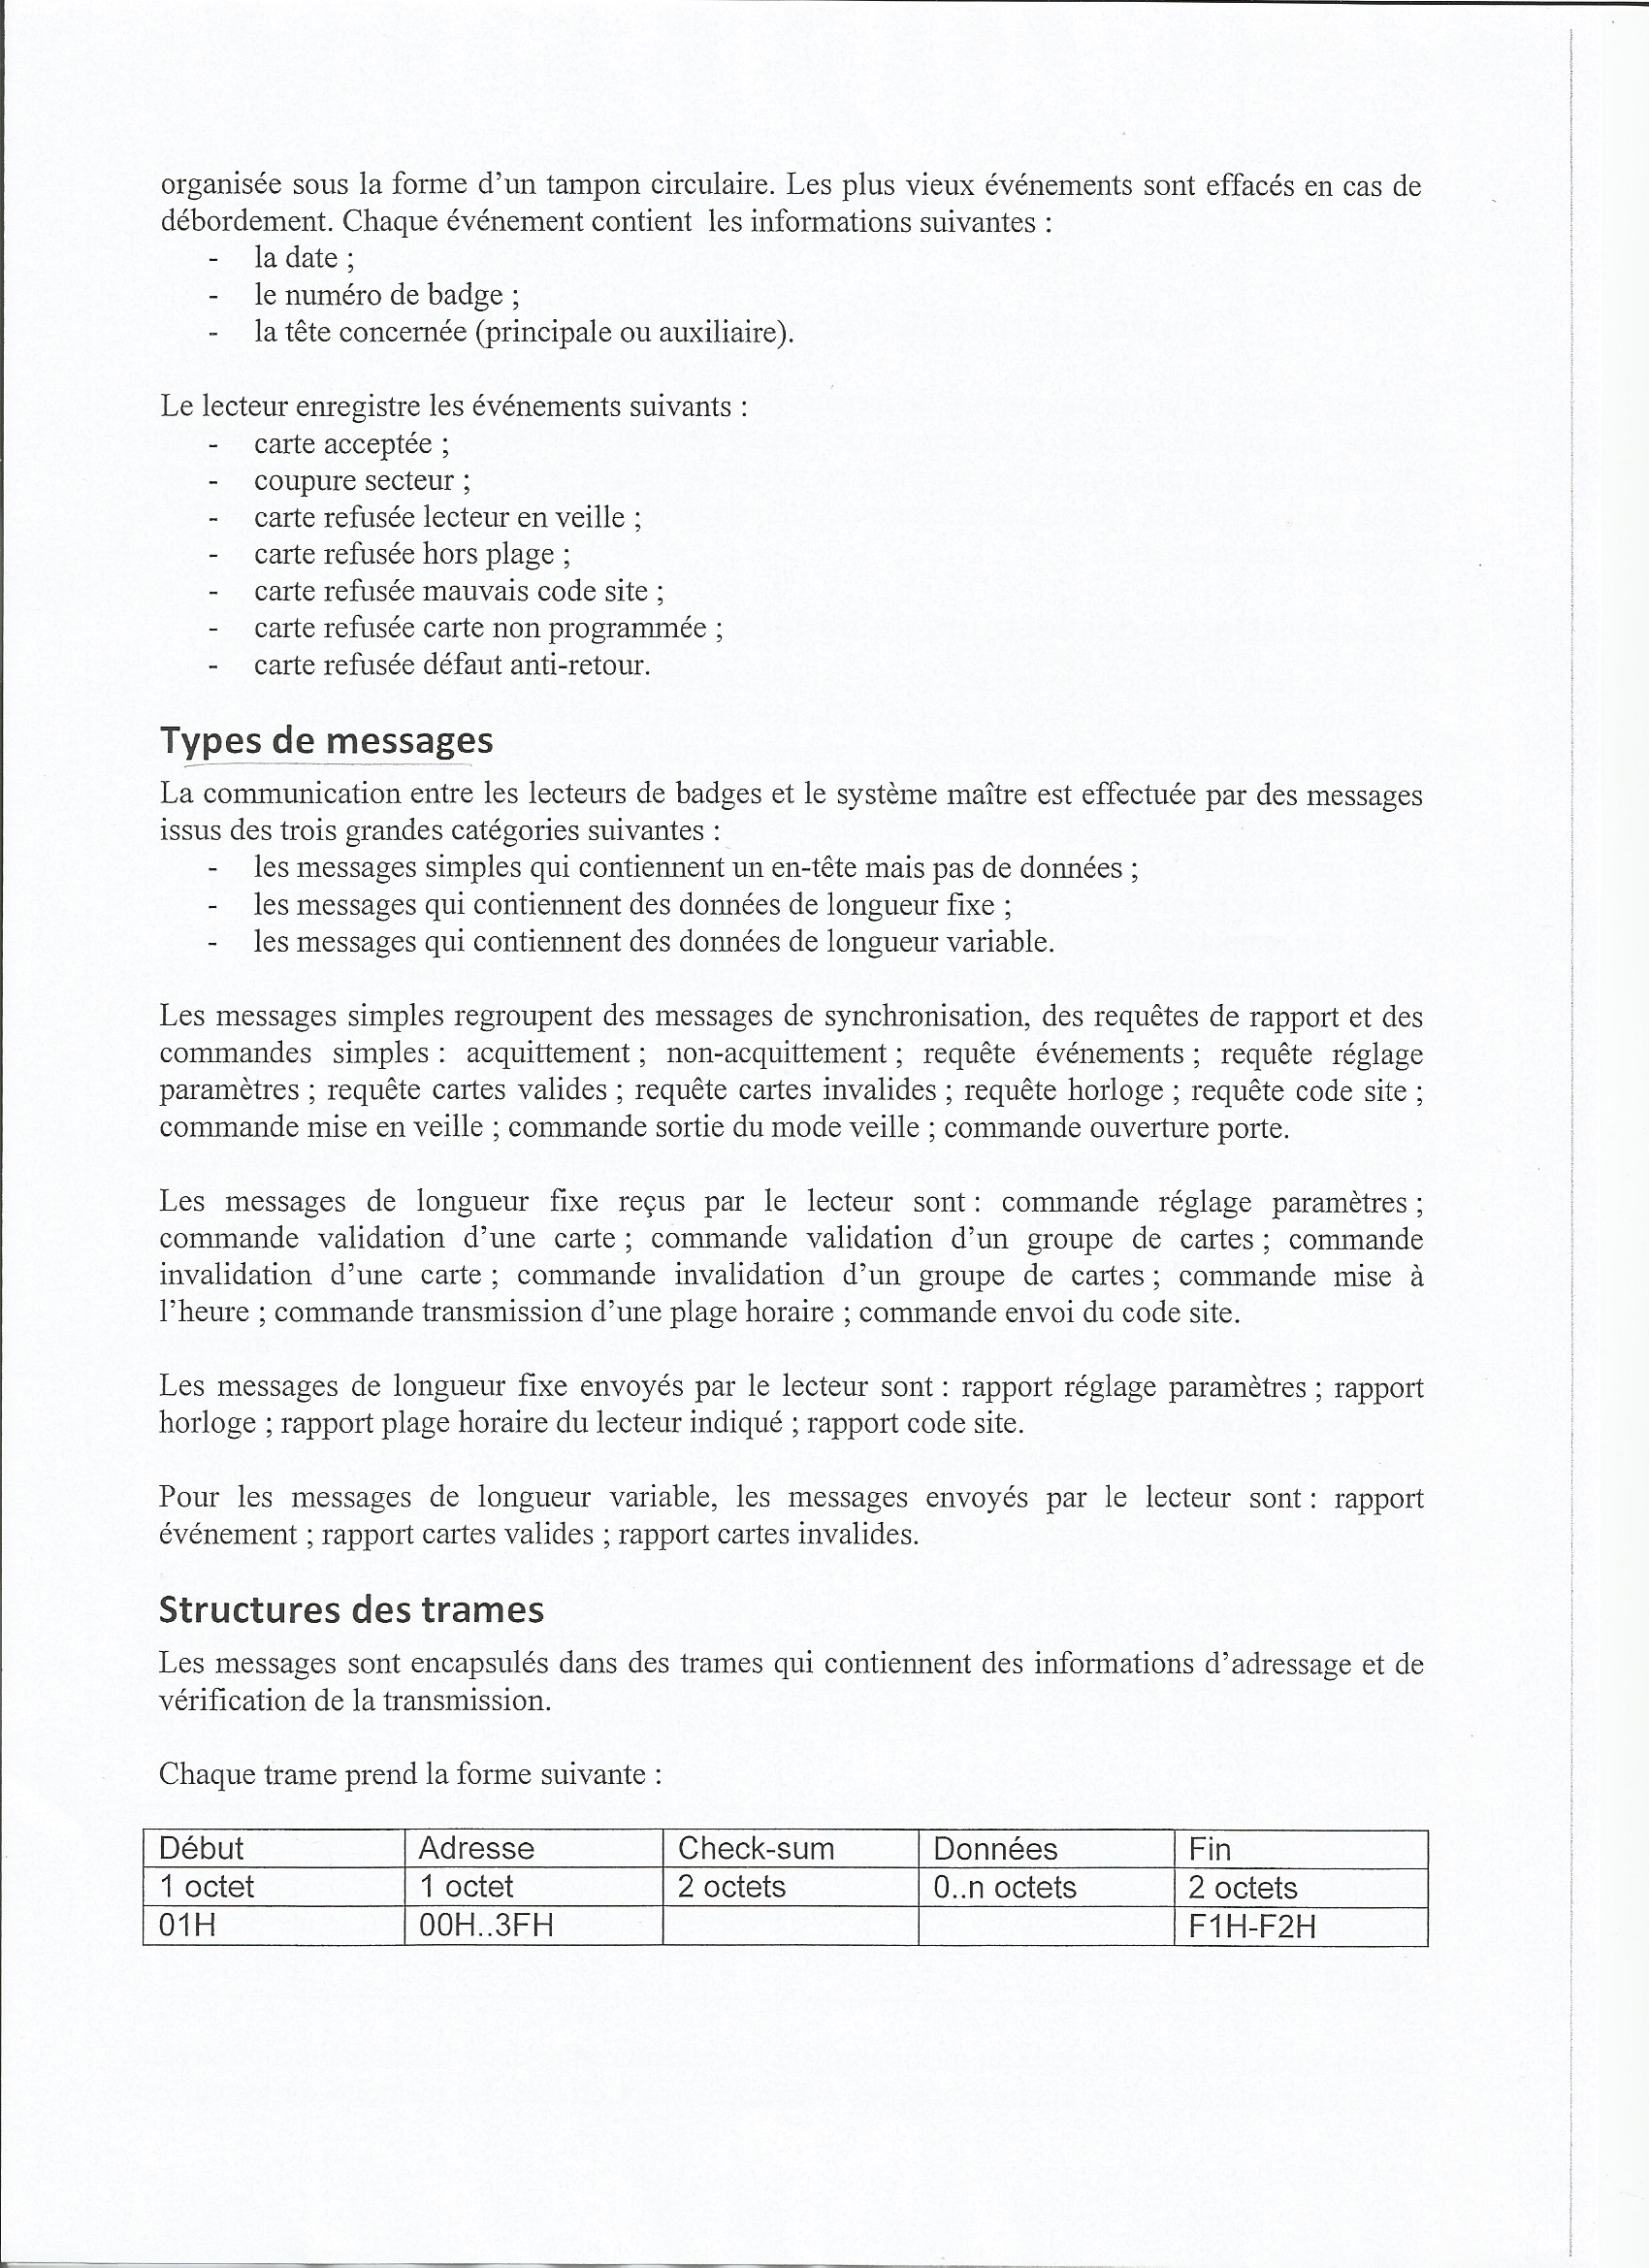 organisée sous la forme d’un tampon circulaire. Les plus vieux événements sont effacés en cas de
débordement. Chaque événement contient les informations suivantes :
- la date ;
- le numéro de badge ;
- la tête concernée (principale ou auxiliaire).
Le lecteur enregistre les événements suivants :
- carte acceptée ;
- coupure secteur ;
- carte refusée lecteur en veille ;
- carte refusée hors plage ;
- carte refusée mauvais code site ;
- carte refusée carte non programmée ;
- carte refusée défaut anti-retour.
Types de messages
La communication entre les lecteurs de badges et le système maître est effectuée par des messages
issus des trois grandes catégories suivantes :
- les messages simples qui contiennent un en-tête mais pas de données ;
- les messages qui contiennent des données de longueur fixe ;
- les messages qui contiennent des données de longueur variable.
Les messages simples regroupent des messages de synchronisation, des requêtes de rapport et des
commandes simples : acquittement ; non-acquittement ; requête événements ; requête réglage
paramètres ; requête cartes valides ; requête cartes invalides ; requête horloge ; requête code site ;
commande mise en veille ; commande sortie du mode veille ; commande ouverture porte.
Les messages de longueur fixe reçus par le lecteur sont : commande réglage paramètres ;
commande validation d’une carte ; commande validation d’un groupe de cartes ; commande
invalidation d’une carte ; commande invalidation d’un groupe de cartes ; commande mise à
l’heure ; commande transmission d’une plage horaire ; commande envoi du code site.
Les messages de longueur fixe envoyés par le lecteur sont : rapport réglage paramètres ; rapport
horloge ; rapport plage horaire du lecteur indiqué ; rapport code site.
Pour les messages de longueur variable, les messages envoyés par le lecteur sont : rapport
événement ; rapport cartes valides ; rapport cartes invalides.
Structures des trames
Les messages sont encapsulés dans des trames qui contiennent des informations d’adressage et de
vérification de la transmission.
Chaque trame prend la forme suivante :
Début Adresse Check-sum Données Fin
1 octet 1 octet 2 octets 0..n octets 2 octets
01H 00H..3FH F1H-F2H